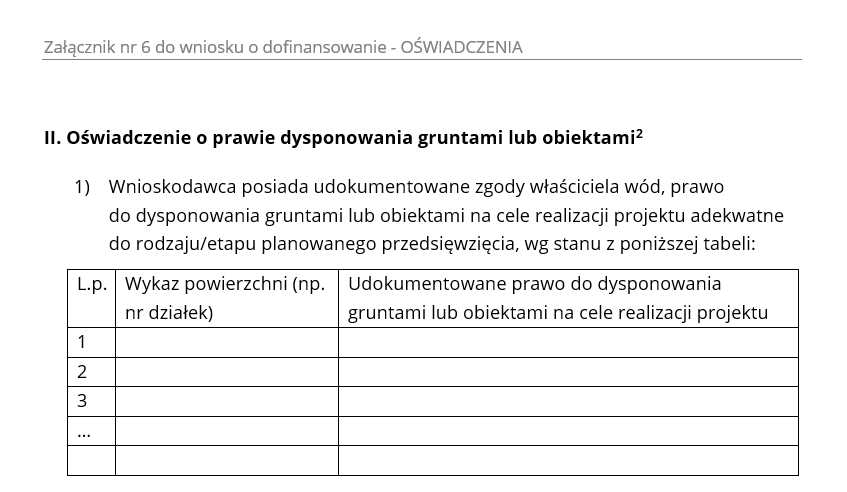 Załącznik nr 6 do wniosku o dofinansowanie - OŚWIADCZENIA
II. Oświadczenie o prawie dysponowania gruntami lub obiektami²
1) Wnioskodawca posiada udokumentowane zgody właściciela wód, prawo
do dysponowania gruntami lub obiektami na cele realizacji projektu adekwatne
do rodzaju/etapu planowanego przedsięwzięcia, wg stanu z poniższej tabeli:
L.p. Wykaz powierzchni (np. Udokumentowane prawo do dysponowania
nr działek) gruntami lub obiektami na cele realizacji projektu
1
2
3
...